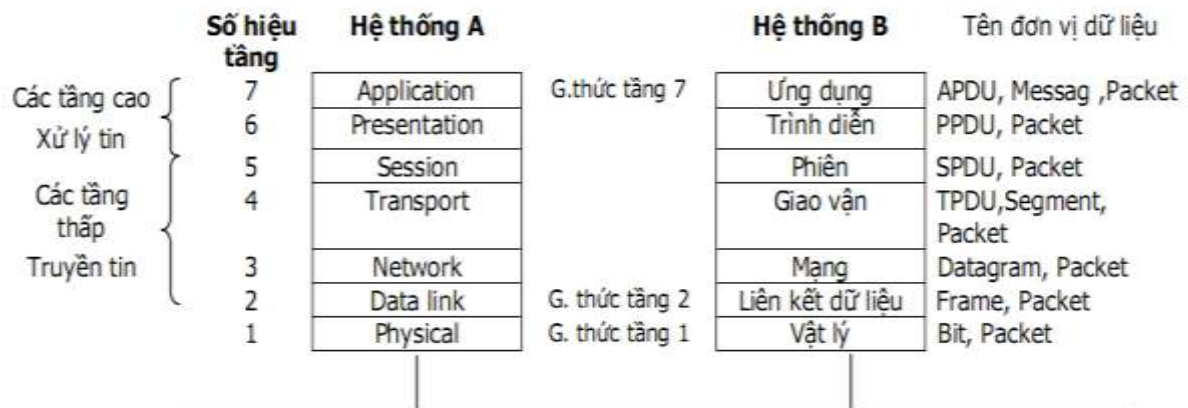 Số hiệu tầng Hệ thống A Hệ thống B Tên đơn vị dữ liệu
Các tầng cao 7 Application G.thức tầng 7 Ứng dụng APDU, Messag ,Packet
Xử lý tin 6 Presentation Trình diễn PPDU, Packet
5 Session Phiên SPDU, Packet
Các tầng thấp 4 Transport Giao vận TPDU,Segment, Packet
Truyền tin 3 Network Mạng Datagram, Packet
2 Data link G. thức tầng 2 Liên kết dữ liệu Frame, Packet
1 Physical G. thức tầng 1 Vật lý Bit, Packet